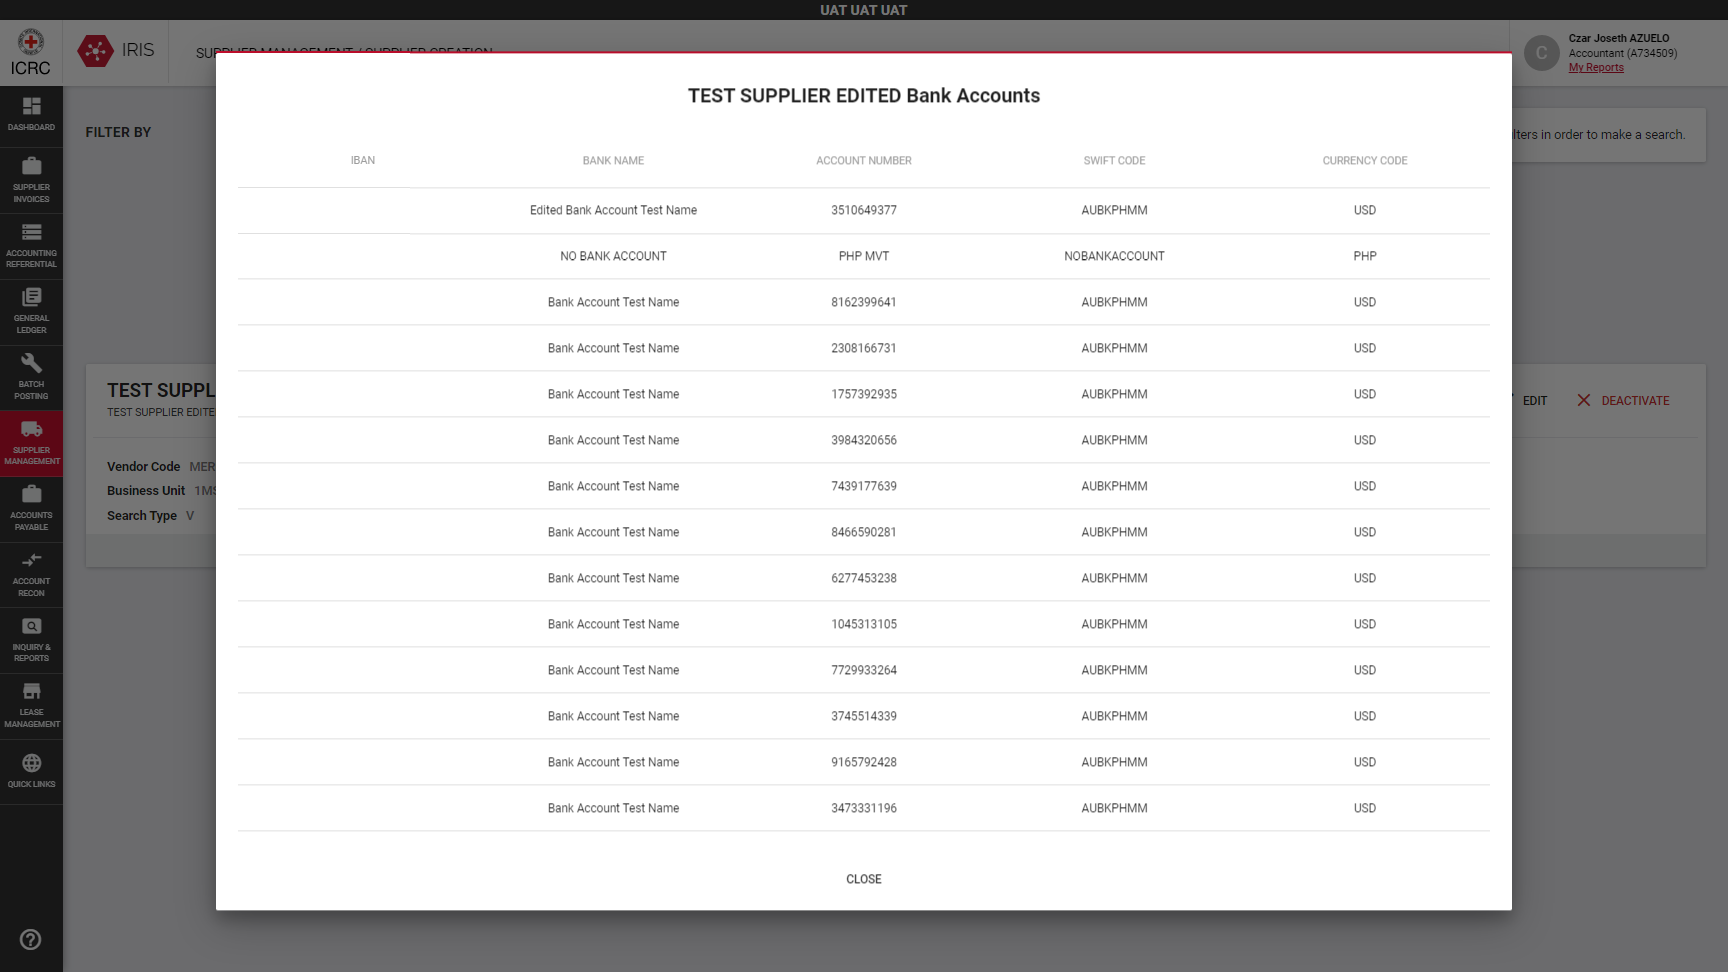 UAT UAT UAT
ICRC
IRIS
SUPPLIER MANAGEMENT / SUPPLIER CREATION
C
Czar Joseth AZUELO
Accountant (A734509)
My Reports
DASHBOARD
SUPPLIER
INVOICES
ACCOUNTING
REFERENTIAL
GENERAL
LEDGER
BATCH
POSTING
SUPPLIER
MANAGEMENT
ACCOUNTS
PAYABLE
ACCOUNT
RECON
INQUIRY &
REPORTS
LEASE
MANAGEMENT
QUICK LINKS
FILTER BY
lters in order to make a search.
TEST SUPPL
TEST SUPPLIER EDITE
EDIT
DEACTIVATE
Vendor Code MER
Business Unit 1MS
Search Type V
TEST SUPPLIER EDITED Bank Accounts
IBAN BANK NAME ACCOUNT NUMBER SWIFT CODE CURRENCY CODE
Edited Bank Account Test Name 3510649377 AUBKPHMM USD
NO BANK ACCOUNT PHP MVT NOBANKACCOUNT PHP
Bank Account Test Name 8162399641 AUBKPHMM USD
Bank Account Test Name 2308166731 AUBKPHMM USD
Bank Account Test Name 1757392935 AUBKPHMM USD
Bank Account Test Name 3984320656 AUBKPHMM USD
Bank Account Test Name 7439177639 AUBKPHMM USD
Bank Account Test Name 8466590281 AUBKPHMM USD
Bank Account Test Name 6277453238 AUBKPHMM USD
Bank Account Test Name 1045313105 AUBKPHMM USD
Bank Account Test Name 7729933264 AUBKPHMM USD
Bank Account Test Name 3745514339 AUBKPHMM USD
Bank Account Test Name 9165792428 AUBKPHMM USD
Bank Account Test Name 3473331196 AUBKPHMM USD
CLOSE